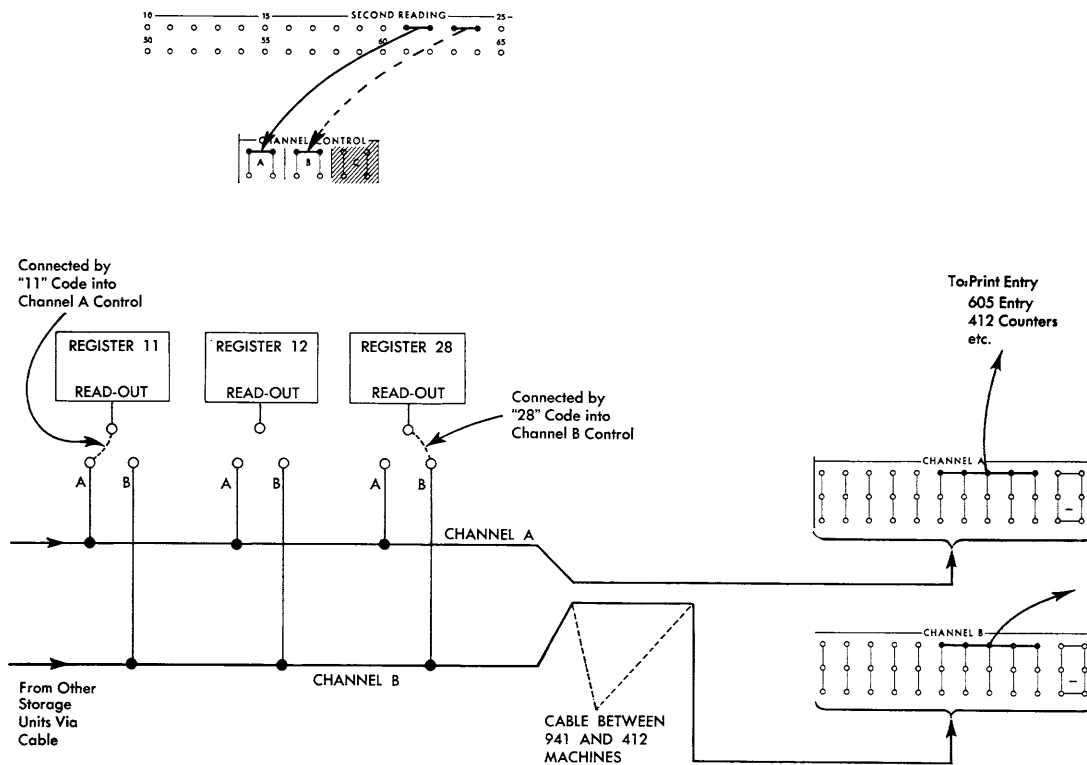 10 15 SECOND READING 25
50 55 60 65
CHANNEL CONTROL
A B C
Connected by
"11" Code into
Channel A Control
REGISTER 11
READ-OUT
REGISTER 12
READ-OUT
REGISTER 28
READ-OUT
Connected by
"28" Code into
Channel B Control
To: Print Entry
605 Entry
412 Counters
etc.
A B A B A B
CHANNEL A
CHANNEL B
From Other
Storage
Units Via
Cable
CABLE BETWEEN
941 AND 412
MACHINES
CHANNEL A
–
CHANNEL B
–